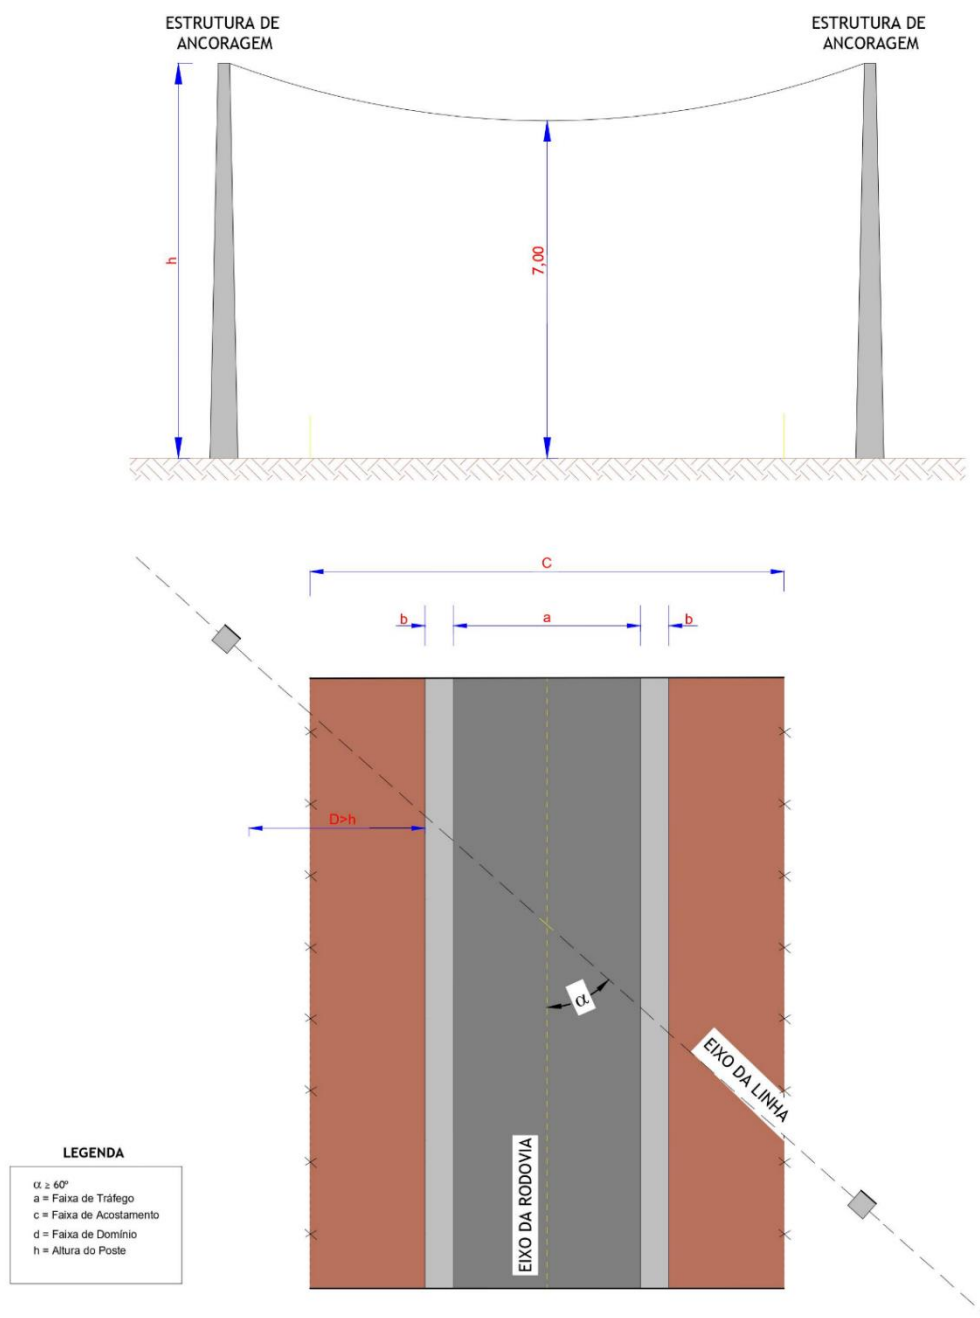 ESTRUTURA DE
ANCORAGEM
ESTRUTURA DE
ANCORAGEM
h
7,00
C
b
a
b
D>h
α
EIXO DA LINHA
EIXO DA RODOVIA
LEGENDA
α ≥ 60º
a = Faixa de Tráfego
c = Faixa de Acostamento
d = Faixa de Domínio
h = Altura do Poste